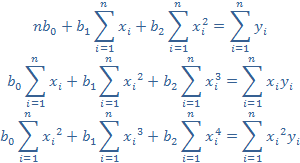 nb₀ + b₁ ∑ᵢ₌₁ⁿ xᵢ + b₂ ∑ᵢ₌₁ⁿ xᵢ² = ∑ᵢ₌₁ⁿ yᵢ
b₀ ∑ᵢ₌₁ⁿ xᵢ + b₁ ∑ᵢ₌₁ⁿ xᵢ² + b₂ ∑ᵢ₌₁ⁿ xᵢ³ = ∑ᵢ₌₁ⁿ xᵢyᵢ
b₀ ∑ᵢ₌₁ⁿ xᵢ² + b₁ ∑ᵢ₌₁ⁿ xᵢ³ + b₂ ∑ᵢ₌₁ⁿ xᵢ⁴ = ∑ᵢ₌₁ⁿ xᵢ²yᵢ